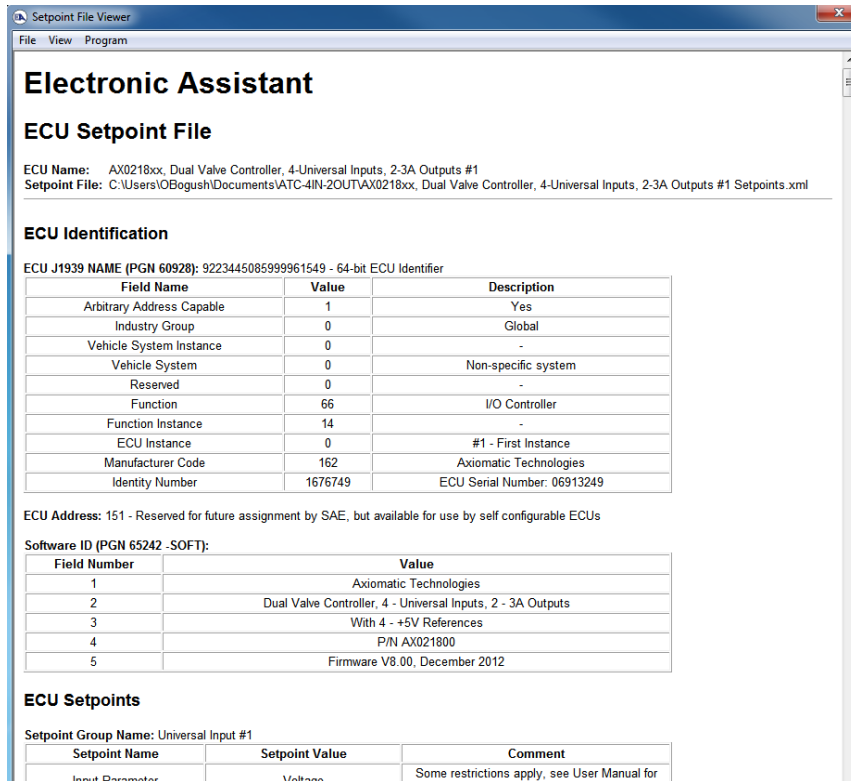 Setpoint File Viewer
File View Program
Electronic Assistant
ECU Setpoint File
ECU Name: AX0218xx, Dual Valve Controller, 4-Universal Inputs, 2-3A Outputs #1
Setpoint File: C:\Users\OBogush\Documents\ATC-4IN-2OUT\AX0218xx, Dual Valve Controller, 4-Universal Inputs, 2-3A Outputs #1 Setpoints.xml
ECU Identification
ECU J1939 NAME (PGN 60928): 9223445085999961549 - 64-bit ECU Identifier
Field Name Value Description
Arbitrary Address Capable 1 Yes
Industry Group 0 Global
Vehicle System Instance 0 -
Vehicle System 0 Non-specific system
Reserved 0 -
Function 66 I/O Controller
Function Instance 14 -
ECU Instance 0 #1 - First Instance
Manufacturer Code 162 Axiomatic Technologies
Identity Number 1676749 ECU Serial Number: 06913249
ECU Address: 151 - Reserved for future assignment by SAE, but available for use by self configurable ECUs
Software ID (PGN 65242 -SOFT):
Field Number Value
1 Axiomatic Technologies
2 Dual Valve Controller, 4 - Universal Inputs, 2 - 3A Outputs
3 With 4 - +5V References
4 P/N AX021800
5 Firmware V8.00, December 2012
ECU Setpoints
Setpoint Group Name: Universal Input #1
Setpoint Name Setpoint Value Comment
Input Parameter Voltage Some restrictions apply, see User Manual for